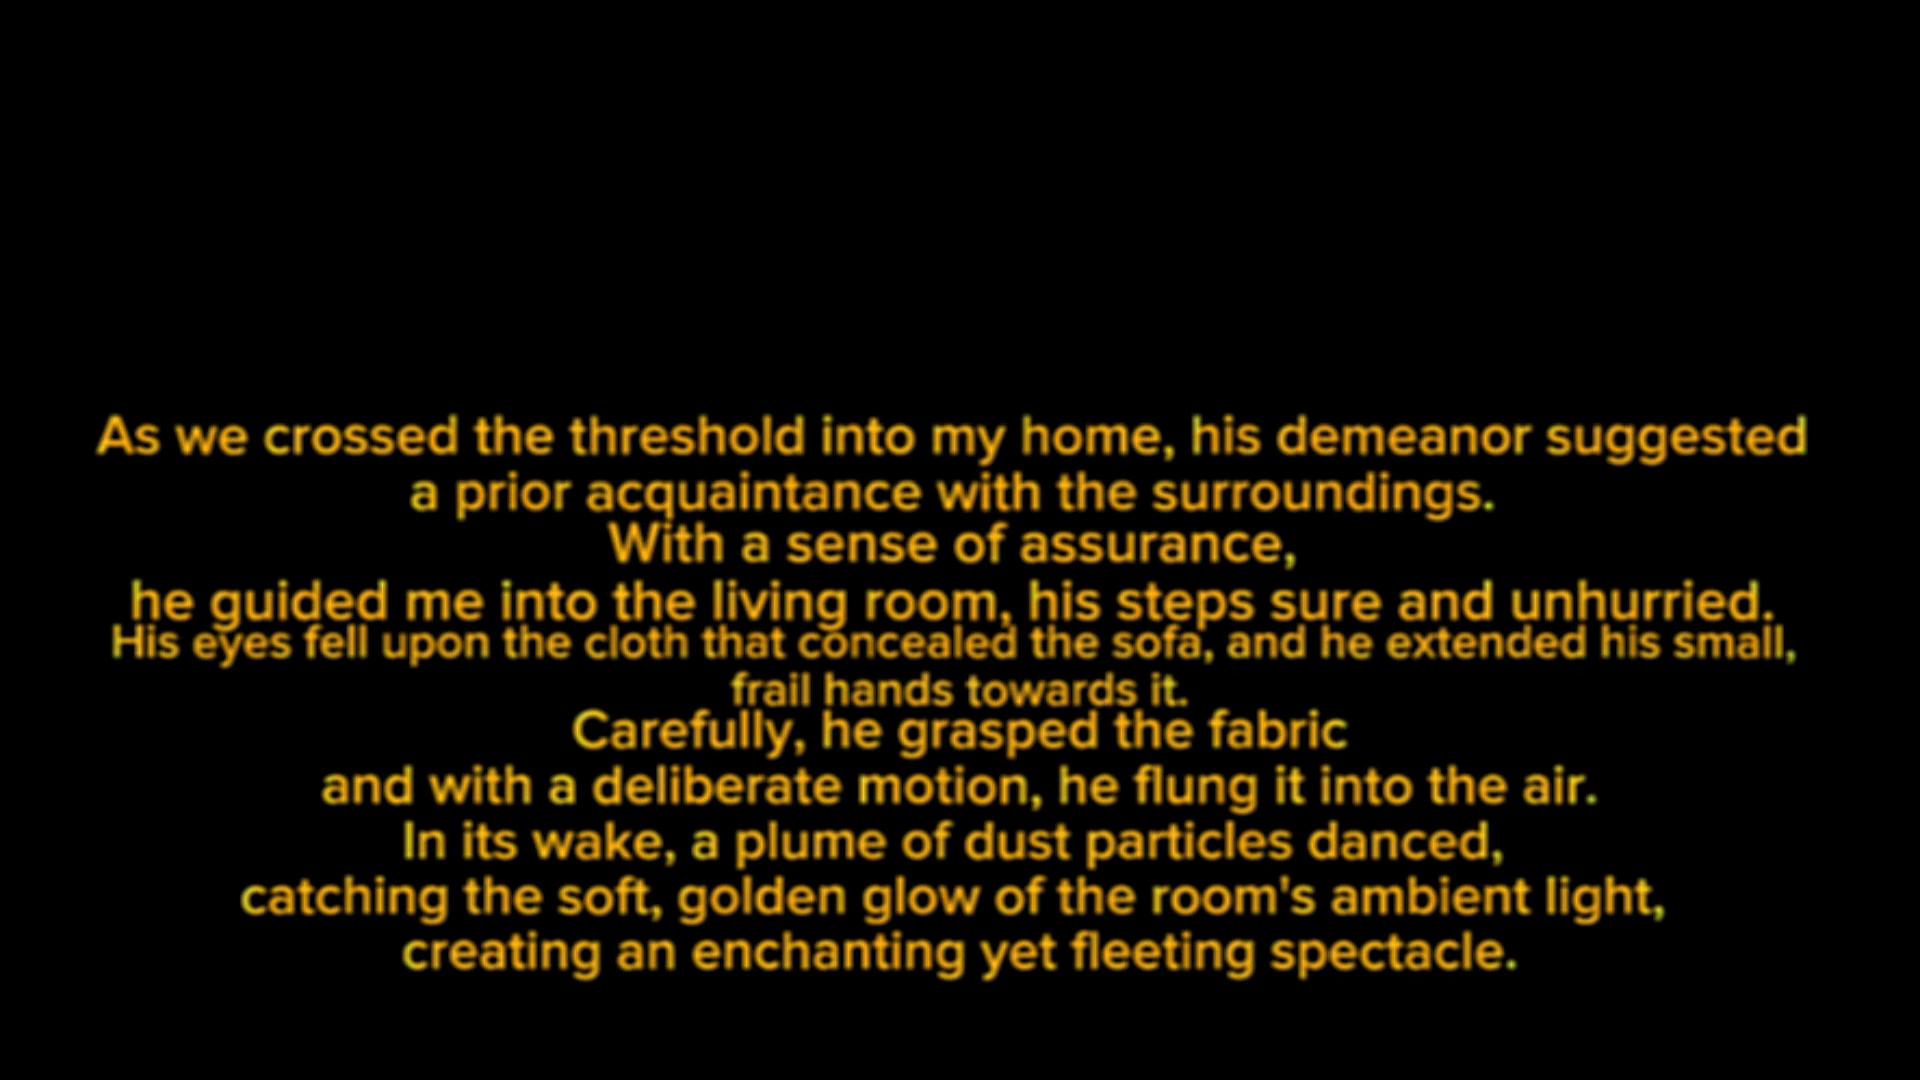 As we crossed the threshold into my home, his demeanor suggested
a prior acquaintance with the surroundings.
With a sense of assurance,
he guided me into the living room, his steps sure and unhurried.
His eyes fell upon the cloth that concealed the sofa, and he extended his small,
frail hands towards it.
Carefully, he grasped the fabric
and with a deliberate motion, he flung it into the air.
In its wake, a plume of dust particles danced,
catching the soft, golden glow of the room's ambient light,
creating an enchanting yet fleeting spectacle.